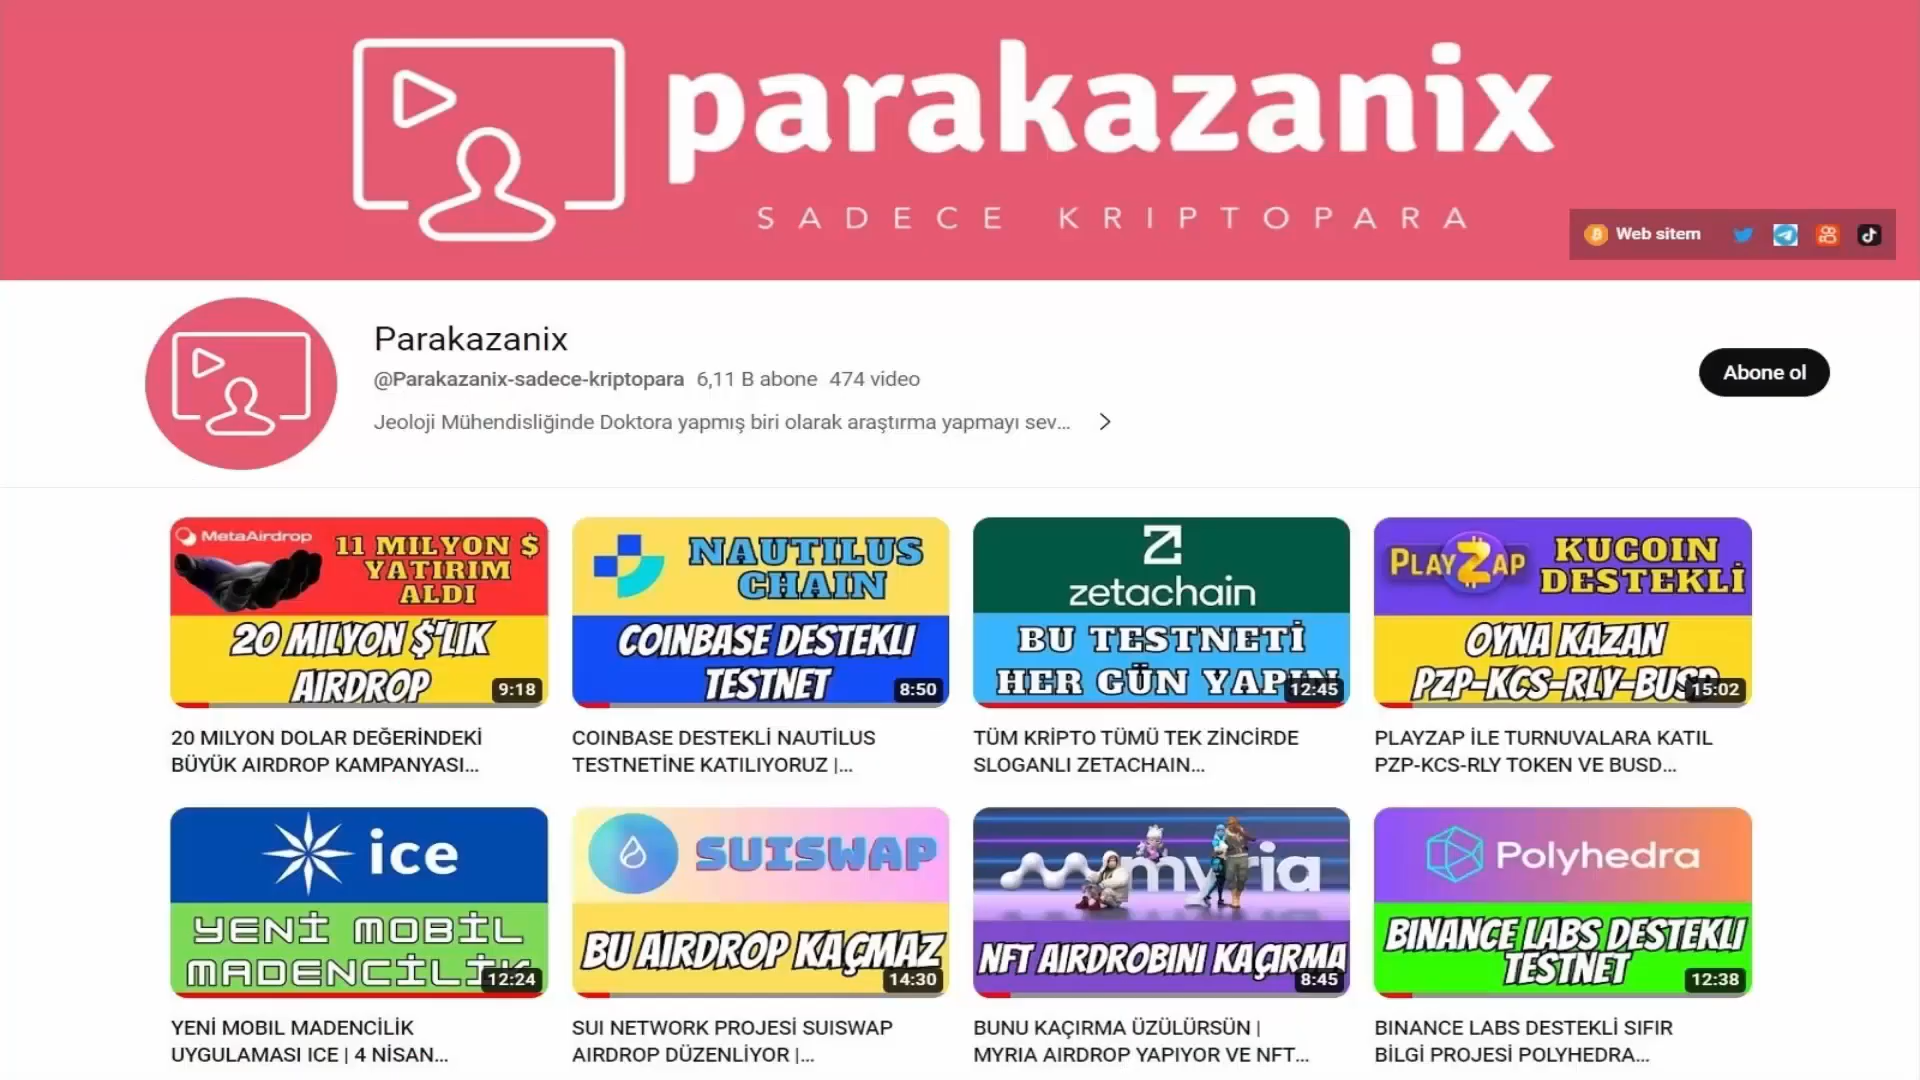 parakazanix
SADECE KRIPTOPARA
Web sitem
Parakazanix
@Parakazanix-sadece-kriptopara 6,11 B abone 474 video
Jeoloji Mühendisliğinde Doktora yapmış biri olarak araştırma yapmayı sev...
Abone ol
MetaAirdrop
11 MILYON $
YATIRIM
ALDI
20 MILYON $'LIK
AIRDROP
9:18
20 MILYON DOLAR DEĞERİNDEKİ
BÜYÜK AIRDROP KAMPANYASI...
NAUTILUS
CHAIN
COINBASE DESTEKLI
TESTNET
8:50
COINBASE DESTEKLİ NAUTİLUS
TESTNETİNE KATILIYORUZ |...
zetachain
BU TESTNETİ
HER GÜN YAPIN
12:45
TÜM KRİPTO TÜMÜ TEK ZİNCİRDE
SLOGANLI ZETACHAIN...
PLAYZAP
KUCOIN
DESTEKLİ
OYNA KAZAN
PZP-KCS-RLY-BUSD
15:02
PLAYZAP İLE TURNUVALARA KATIL
PZP-KCS-RLY TOKEN VE BUSD...
ice
YENİ MOBİL
MADENCİLİK
12:24
YENİ MOBIL MADENCİLİK
UYGULAMASI ICE | 4 NİSAN...
SUISWAP
BU AIRDROP KAÇMAZ
14:30
SUI NETWORK PROJESİ SUISWAP
AIRDROP DÜZENLİYOR |...
myria
NFT AIRDROBINI KAÇIRMA
8:45
BUNU KAÇIRMA ÜZÜLÜRSÜN |
MYRIA AIRDROP YAPIYOR VE NFT...
Polyhedra
BINANCE LABS DESTEKLI
TESTNET
12:38
BINANCE LABS DESTEKLİ SIFIR
BİLGİ PROJESİ POLYHEDRA...